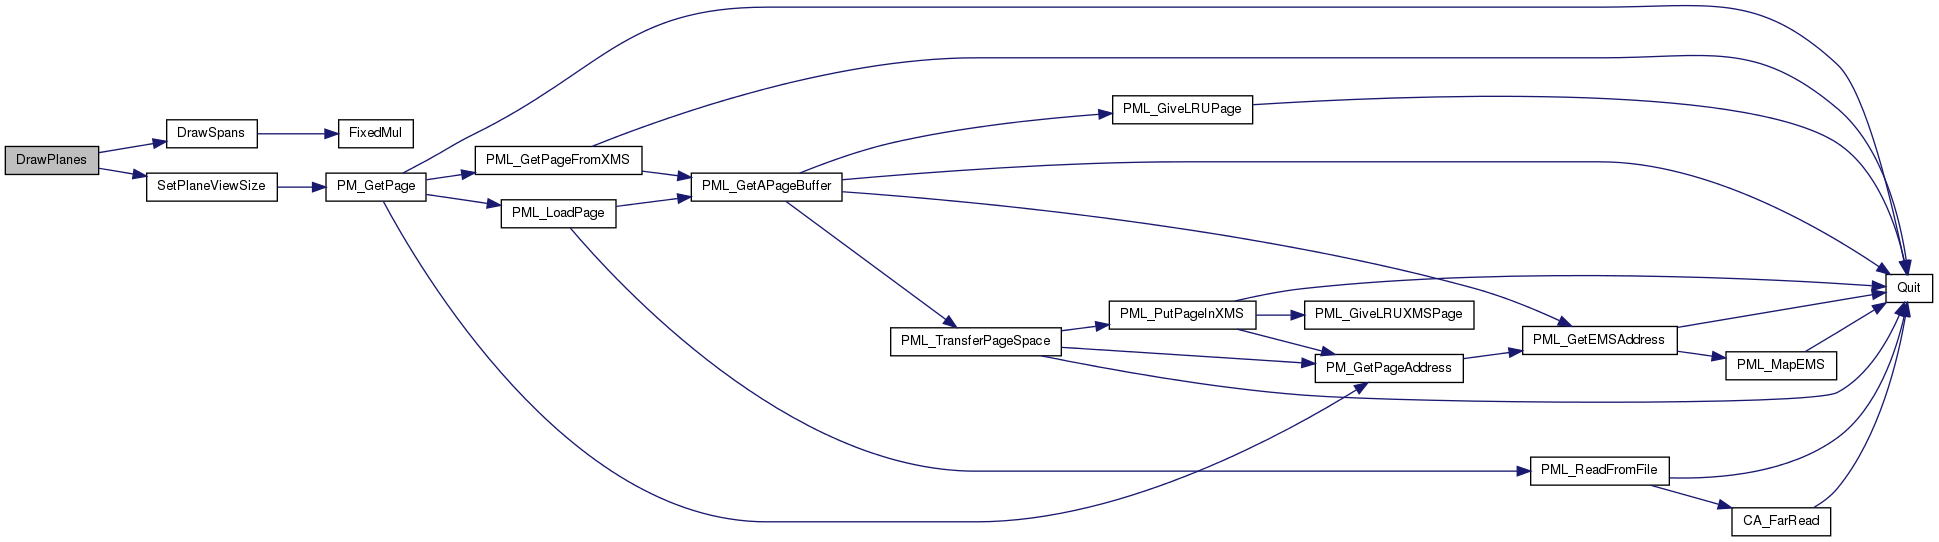 DrawPlanes
DrawSpans
SetPlaneViewSize
FixedMul
PM_GetPage
PML_GetPageFromXMS
PML_LoadPage
PML_GetAPageBuffer
PML_GiveLRUPage
PML_TransferPageSpace
PML_PutPageInXMS
PML_GiveLRUXMSPage
PM_GetPageAddress
PML_GetEMSAddress
PML_MapEMS
PML_ReadFromFile
CA_FarRead
Quit